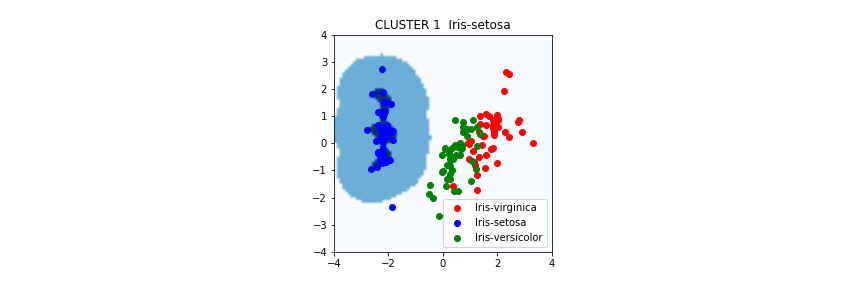 CLUSTER 1 Iris-setosa
4
3
2
1
0
−1
−2
−3
−4
−4 −2 0 2 4
Iris-virginica
Iris-setosa
Iris-versicolor